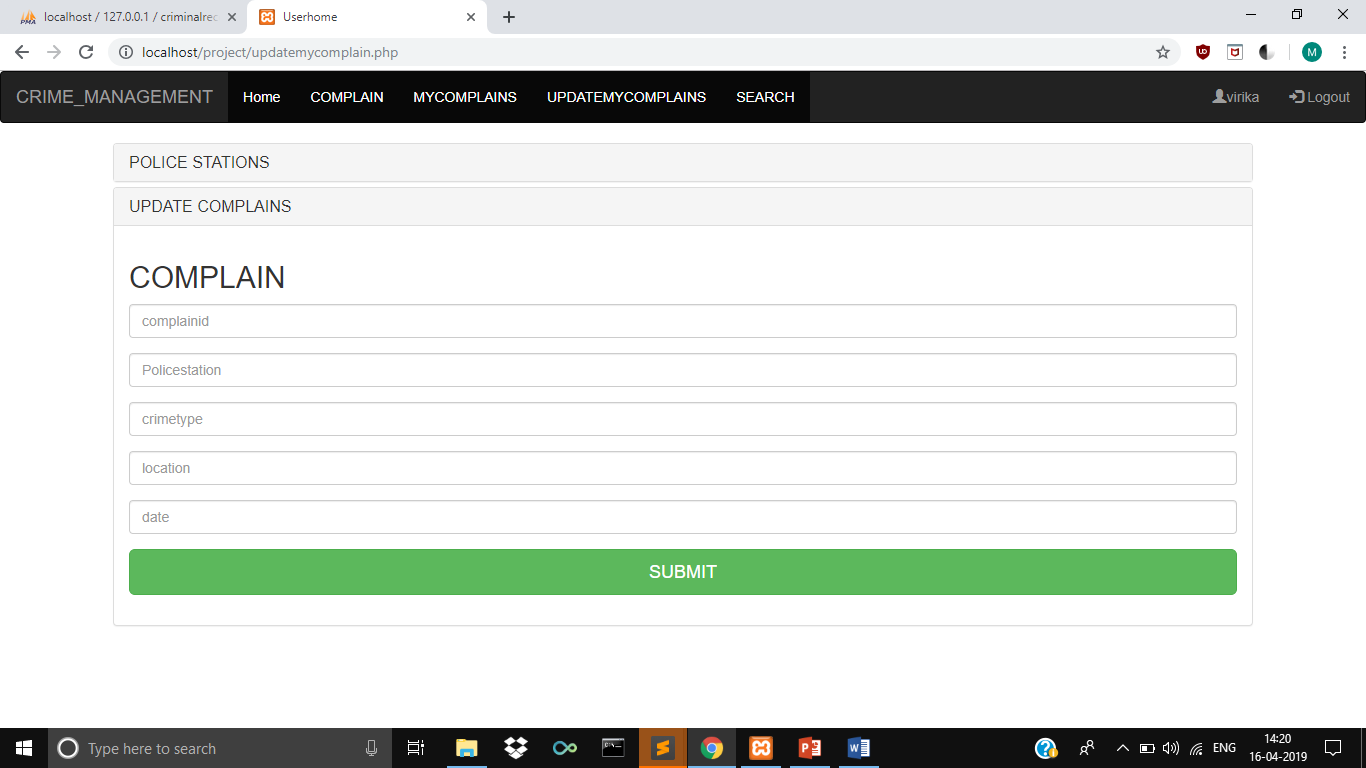 localhost / 127.0.0.1 / criminalrec
Userhome
localhost/project/updatemycomplain.php
M
CRIME_MANAGEMENT Home COMPLAIN MYCOMPLAINS UPDATEMYCOMPLAINS SEARCH virika Logout
POLICE STATIONS
UPDATE COMPLAINS
COMPLAIN
complainid
Policestation
crimetype
location
date
SUBMIT
Type here to search
ENG
14:20
16-04-2019